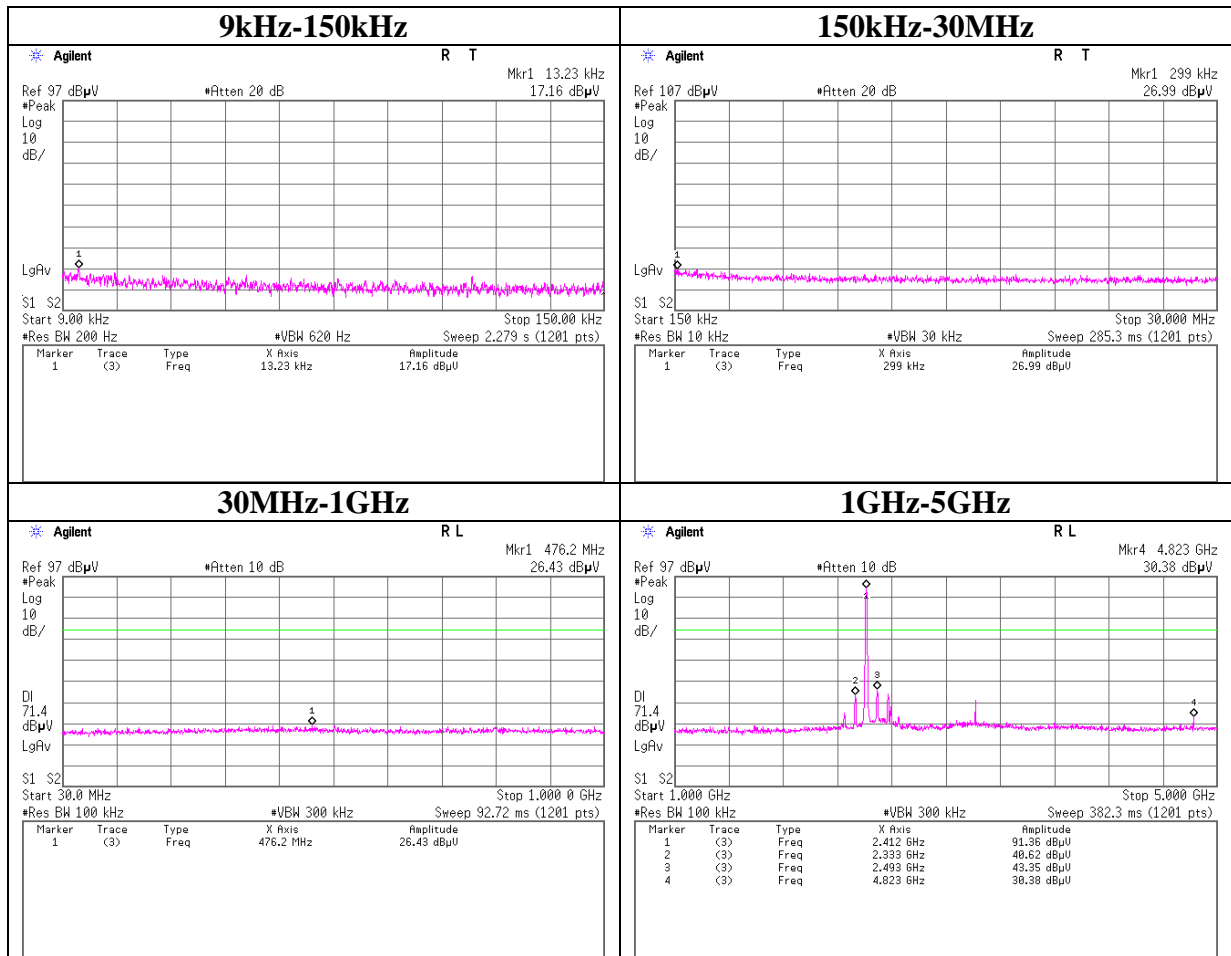 9kHz-150kHz
Agilent R T
Mkr1 13.23 kHz
Ref 97 dBµV #Atten 20 dB 17.16 dBµV
#Peak
Log
10
dB/
1
LgAv
S1 S2
Start 9.00 kHz Stop 150.00 kHz
#Res BW 200 Hz #VBW 620 Hz Sweep 2.279 s (1201 pts)
Marker Trace Type X Axis Amplitude
1 (3) Freq 13.23 kHz 17.16 dBµV
150kHz-30MHz
Agilent R T
Mkr1 299 kHz
Ref 107 dBµV #Atten 20 dB 26.99 dBµV
#Peak
Log
10
dB/
1
LgAv
S1 S2
Start 150 kHz Stop 30.000 MHz
#Res BW 10 kHz #VBW 30 kHz Sweep 285.3 ms (1201 pts)
Marker Trace Type X Axis Amplitude
1 (3) Freq 299 kHz 26.99 dBµV
30MHz-1GHz
Agilent R L
Mkr1 476.2 MHz
Ref 97 dBµV #Atten 10 dB 26.43 dBµV
#Peak
Log
10
dB/
DI
71.4
dBµV
1
LgAv
S1 S2
Start 30.0 MHz Stop 1.000 0 GHz
#Res BW 100 kHz #VBW 300 kHz Sweep 92.72 ms (1201 pts)
Marker Trace Type X Axis Amplitude
1 (3) Freq 476.2 MHz 26.43 dBµV
1GHz-5GHz
Agilent R L
Mkr4 4.823 GHz
Ref 97 dBµV #Atten 10 dB 30.38 dBµV
#Peak
Log
10
dB/
2 3
DI
71.4
4
dBµV
LgAv
S1 S2
Start 1.000 GHz Stop 5.000 GHz
#Res BW 100 kHz #VBW 300 kHz Sweep 382.3 ms (1201 pts)
Marker Trace Type X Axis Amplitude
1 (3) Freq 2.412 GHz 91.36 dBµV
2 (3) Freq 2.333 GHz 40.62 dBµV
3 (3) Freq 2.493 GHz 43.35 dBµV
4 (3) Freq 4.823 GHz 30.38 dBµV